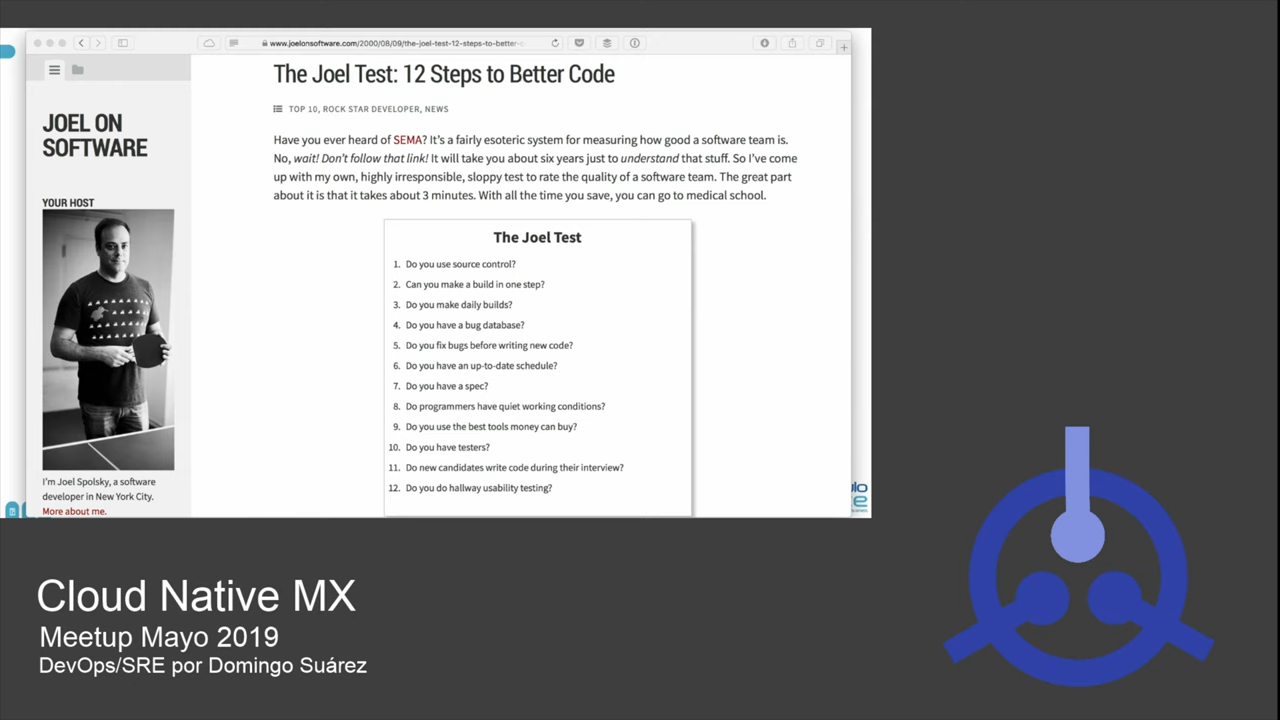 www.joelonsoftware.com/2000/08/09/the-joel-test-12-steps-to-better-c
The Joel Test: 12 Steps to Better Code
TOP 10, ROCK STAR DEVELOPER, NEWS
JOEL ON
SOFTWARE
Have you ever heard of SEMA? It's a fairly esoteric system for measuring how good a software team is.
No, wait! Don't follow that link! It will take you about six years just to understand that stuff. So I've come
up with my own, highly irresponsible, sloppy test to rate the quality of a software team. The great part
about it is that it takes about 3 minutes. With all the time you save, you can go to medical school.
YOUR HOST
The Joel Test
1. Do you use source control?
2. Can you make a build in one step?
3. Do you make daily builds?
4. Do you have a bug database?
5. Do you fix bugs before writing new code?
6. Do you have an up-to-date schedule?
7. Do you have a spec?
8. Do programmers have quiet working conditions?
9. Do you use the best tools money can buy?
10. Do you have testers?
11. Do new candidates write code during their interview?
12. Do you do hallway usability testing?
I'm Joel Spolsky, a software
developer in New York City.
More about me.
Cloud Native MX
Meetup Mayo 2019
DevOps/SRE por Domingo Suárez